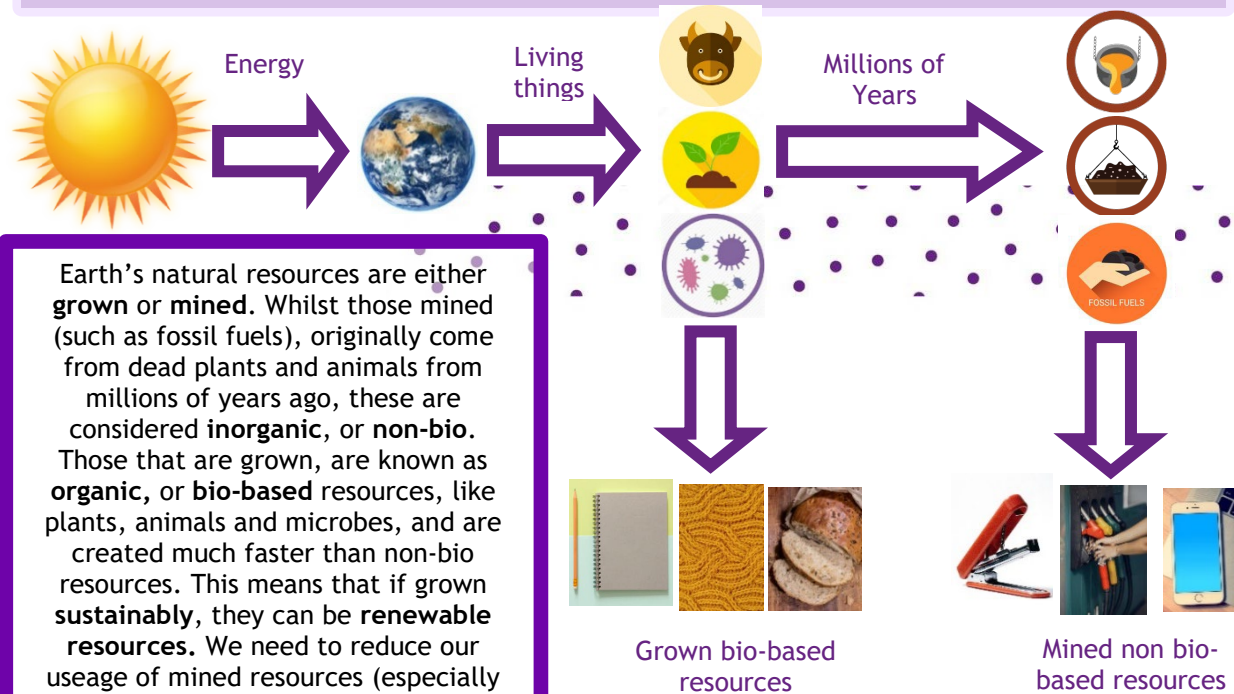 Energy
Living
things
Millions of
Years
FOSSIL FUELS
Earth’s natural resources are either
grown or mined. Whilst those mined
(such as fossil fuels), originally come
from dead plants and animals from
millions of years ago, these are
considered inorganic, or non-bio.
Those that are grown, are known as
organic, or bio-based resources, like
plants, animals and microbes, and are
created much faster than non-bio
resources. This means that if grown
sustainably, they can be renewable
resources. We need to reduce our
useage of mined resources (especially
Grown bio-based
resources
Mined non bio-
based resources